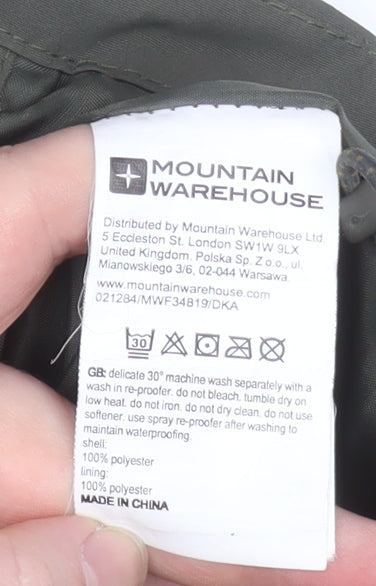 MOUNTAIN
WAREHOUSE
Distributed by Mountain Warehouse Ltd.
5 Eccleston St. London SW1W 9LX
United Kingdom. Polska Sp. Z o.o., ul.
Mianowskiego 3/6, 02-044 Warsawa.
www.mountainwarehouse.com
021284/MWF34819/DKA
30
GB: delicate 30° machine wash separately with a
wash in re-proofer. do not bleach. tumble dry on
low heat. do not iron. do not dry clean. do not use
softener. use spray re-proofer after washing to
maintain waterproofing.
shell:
100% polyester
lining:
100% polyester
MADE IN CHINA